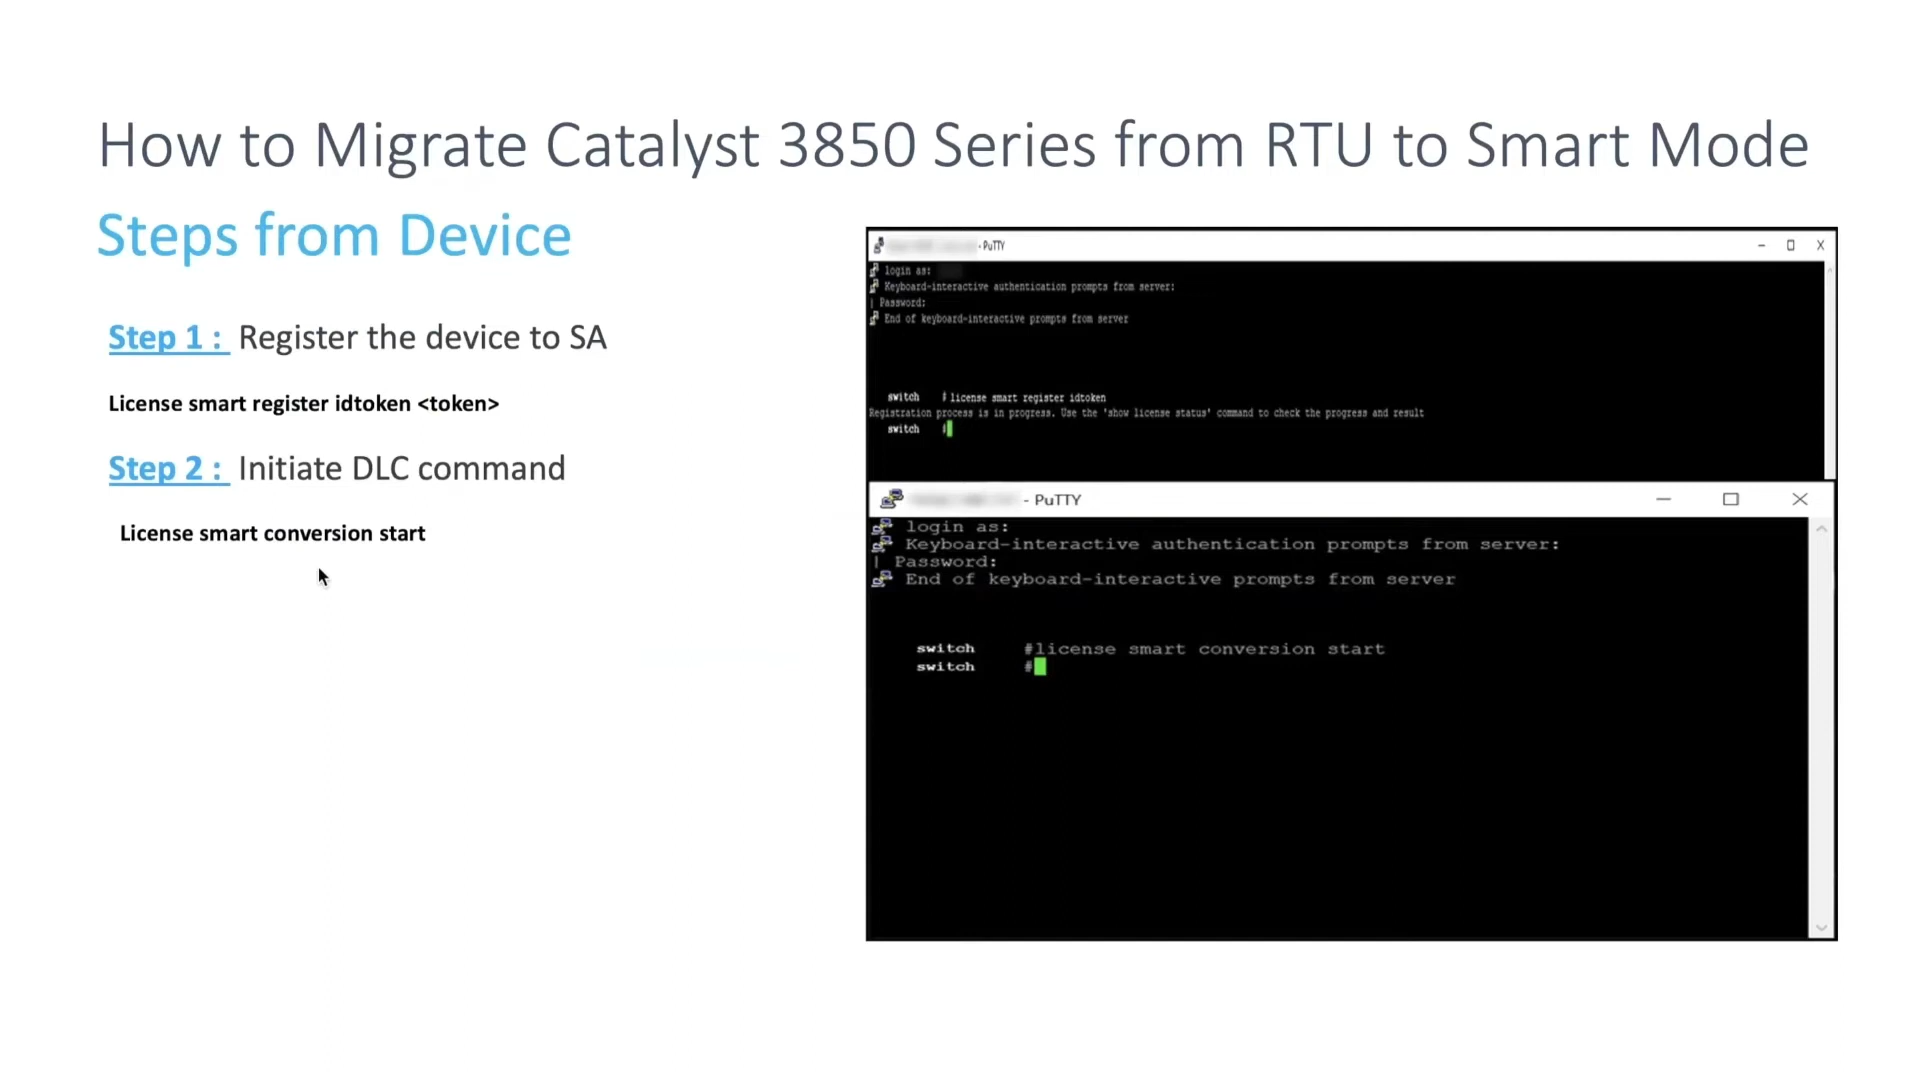 How to Migrate Catalyst 3850 Series from RTU to Smart Mode
Steps from Device
Step 1 : Register the device to SA
License smart register idtoken <token>
Step 2 : Initiate DLC command
License smart conversion start
- PuTTY
login as:
Keyboard-interactive authentication prompts from server:
| Password:
End of keyboard-interactive prompts from server
switch # license smart register idtoken
Registration process is in progress. Use the 'show license status' command to check the progress and result
switch #
- PuTTY
login as:
Keyboard-interactive authentication prompts from server:
| Password:
End of keyboard-interactive prompts from server
switch #license smart conversion start
switch #